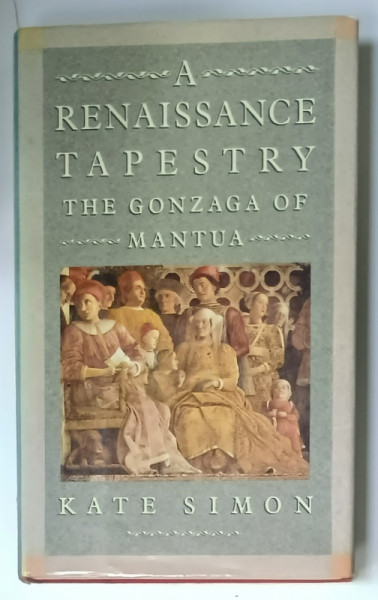 A
RENAISSANCE
TAPESTRY
THE GONZAGA OF
MANTUA
KATE SIMON